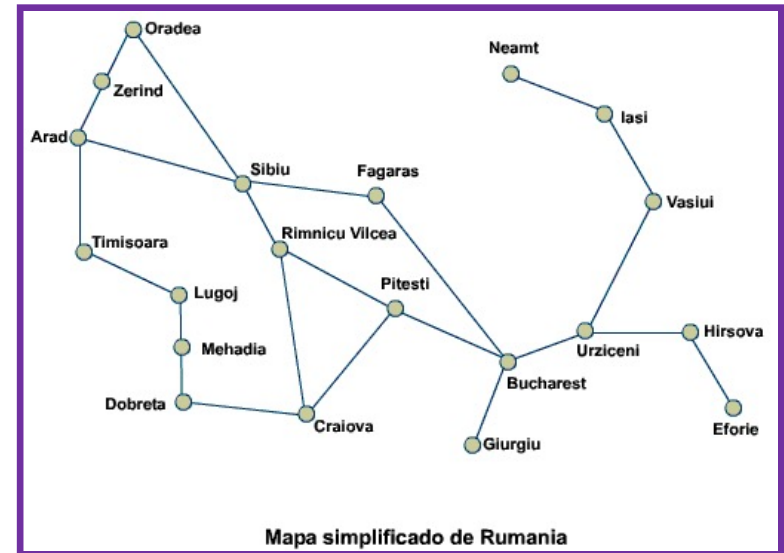 Oradea
Neamt
Zerind
Iasi
Arad
Sibiu
Fagaras
Vasiui
Rimnicu Vilcea
Timisoara
Pitesti
Lugoj
Hirsova
Mehadia
Urziceni
Bucharest
Dobreta
Craiova
Eforie
Giurgiu
Mapa simplificado de Rumania